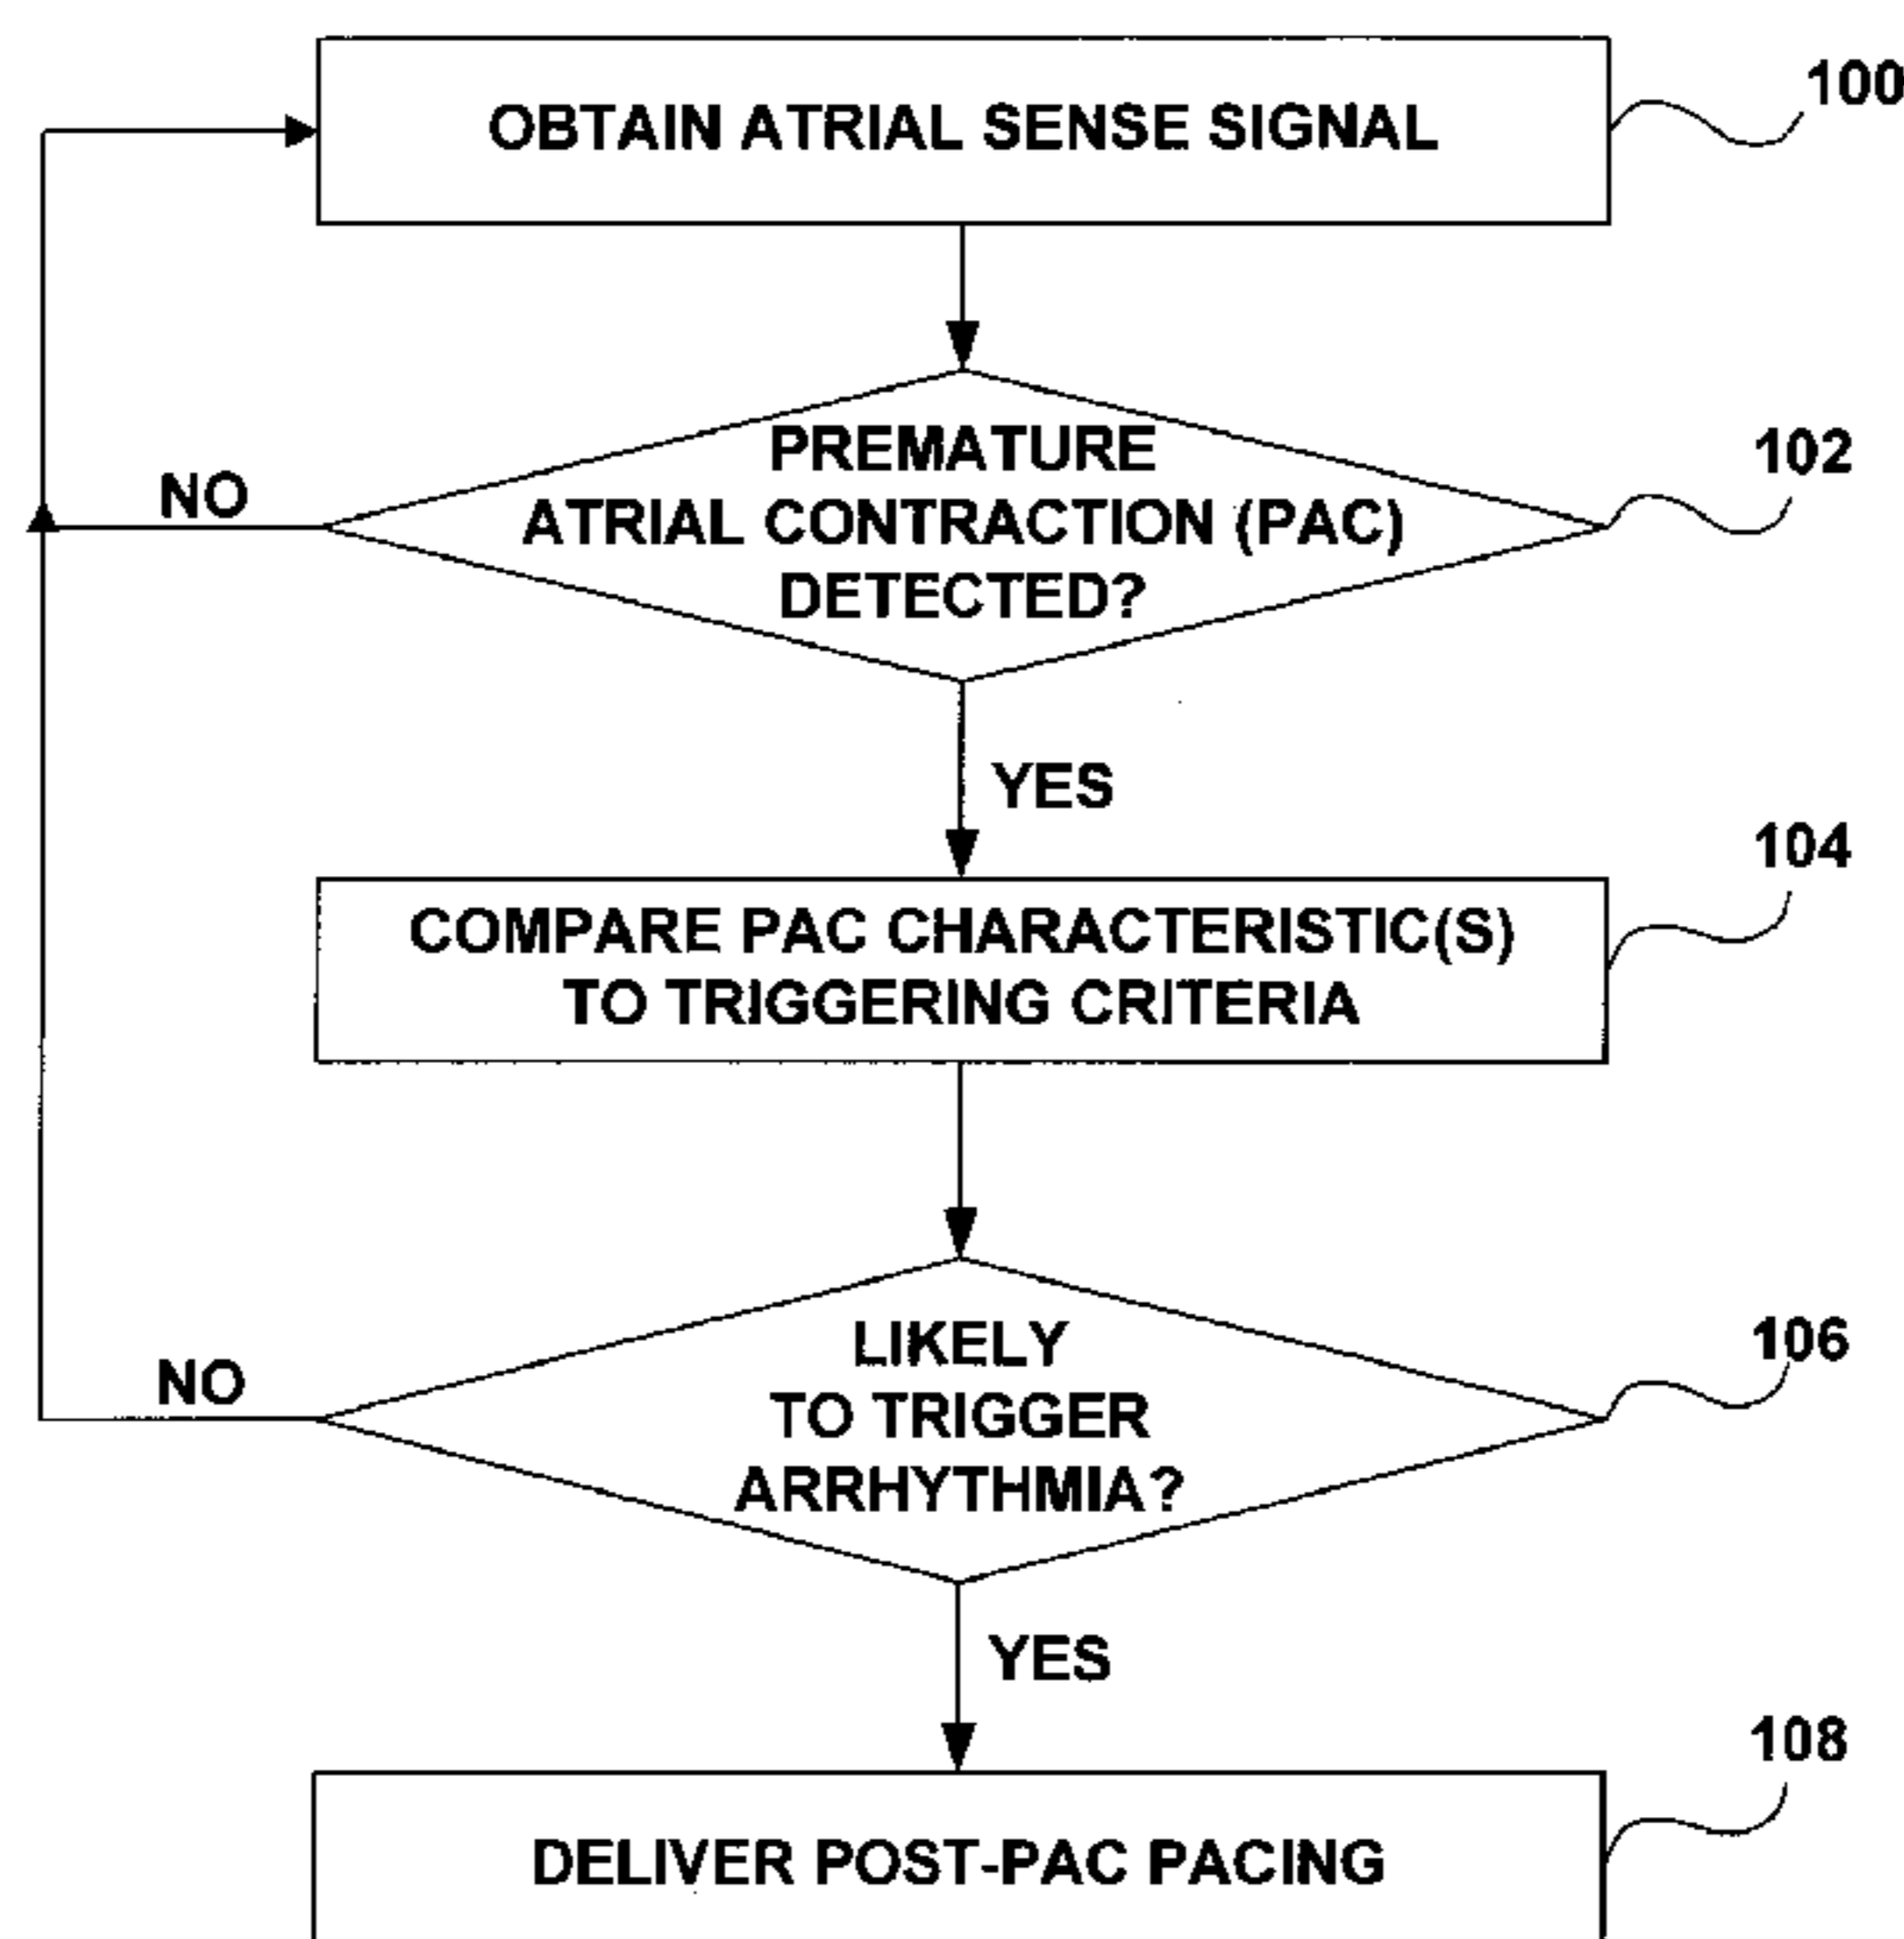 OBTAIN ATRIAL SENSE SIGNAL
100
PREMATURE
ATRIAL CONTRACTION (PAC)
DETECTED?
102
NO
YES
COMPARE PAC CHARACTERISTIC(S)
TO TRIGGERING CRITERIA
104
LIKELY
TO TRIGGER
ARRHYTHMIA?
106
NO
YES
DELIVER POST-PAC PACING
108